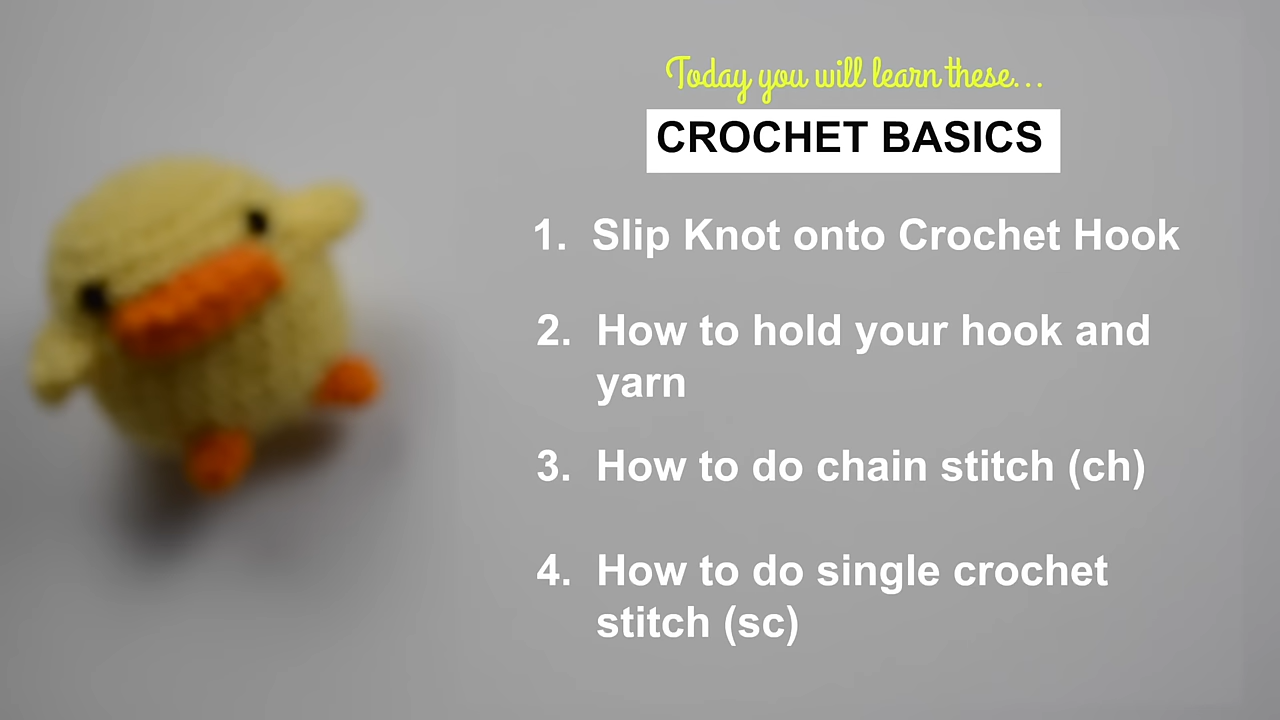 Today you will learn these...
CROCHET BASICS
1. Slip Knot onto Crochet Hook
2. How to hold your hook and
yarn
3. How to do chain stitch (ch)
4. How to do single crochet
stitch (sc)